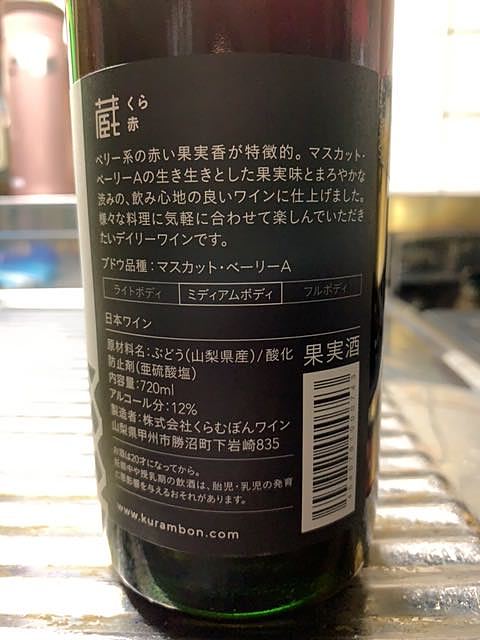 蔵 くら
赤
ベリー系の赤い果実香が特徴的。マスカット・
ベーリーAの生き生きとした果実味とまろやかな
渋みの、飲み心地の良いワインに仕上げました。
様々な料理に気軽に合わせて楽しんでいただき
たいデイリーワインです。
ブドウ品種：マスカット・ベーリーA
ライトボディ ミディアムボディ フルボディ
日本ワイン
原材料名：ぶどう(山梨県産)/酸化
防止剤(亜硫酸塩)
内容量：720ml
アルコール分：12%
製造者：株式会社くらむぼんワイン
山梨県甲州市勝沼町下岩崎835
果実酒
お酒は20才になってから。
妊娠中や授乳期の飲酒は、胎児・乳児の発育
に悪影響を与えるおそれがあります。
www.kurambon.com